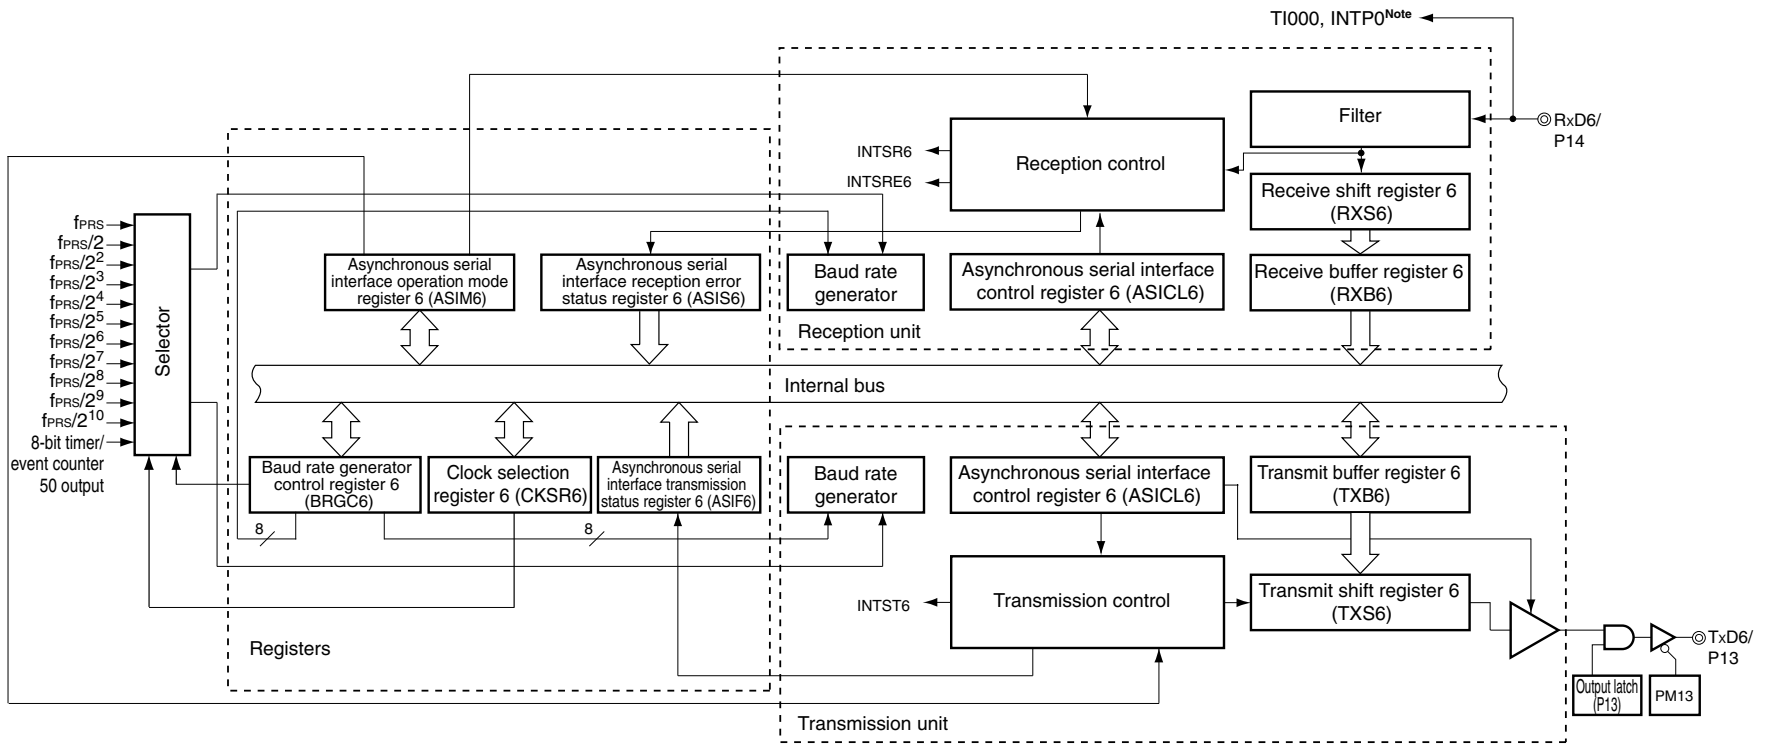 TI000, INTP0Note
Filter
RxD6/
P14
INTSR6
INTSRE6
Reception control
Receive shift register 6
(RXS6)
fPRS
fPRS/2
fPRS/2²
fPRS/2³
fPRS/2⁴
fPRS/2⁵
fPRS/2⁶
fPRS/2⁷
fPRS/2⁸
fPRS/2⁹
fPRS/2¹⁰
8-bit timer/
event counter
50 output
Selector
Asynchronous serial
interface operation mode
register 6 (ASIM6)
Asynchronous serial
interface reception error
status register 6 (ASIS6)
Baud rate
generator
Asynchronous serial interface
control register 6 (ASICL6)
Receive buffer register 6
(RXB6)
Reception unit
Internal bus
Baud rate generator
control register 6
(BRGC6)
Clock selection
register 6 (CKSR6)
Asynchronous serial
interface transmission
status register 6 (ASIF6)
Baud rate
generator
Asynchronous serial interface
control register 6 (ASICL6)
Transmit buffer register 6
(TXB6)
8
8
INTST6
Transmission control
Transmit shift register 6
(TXS6)
Registers
TxD6/
P13
Output latch
(P13)
PM13
Transmission unit